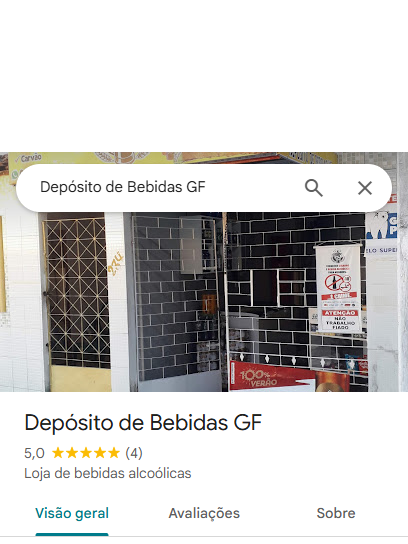 Carvão
Depósito de Bebidas GF
274
ATENÇÃO
NÃO
TRABALHO
FIADO
100%
VERÃO
Depósito de Bebidas GF
5,0 (4)
Loja de bebidas alcoólicas
Visão geral
Avaliações
Sobre